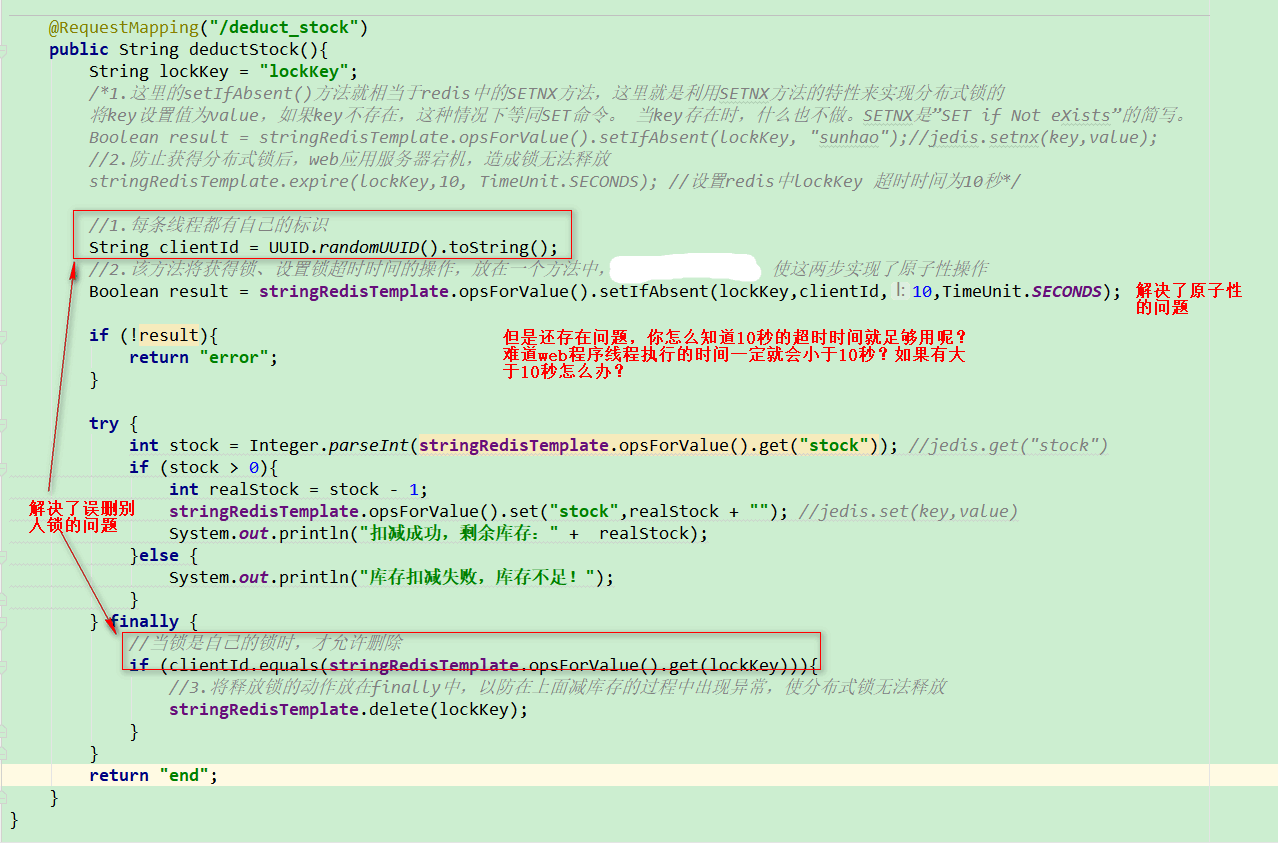 @RequestMapping("/deduct_stock")
public String deductStock(){
String lockKey = "lockKey";
/*1.这里的setIfAbsent()方法就相当于redis中的SETNX方法，这里就是利用SETNX方法的特性来实现分布式锁的
将key设置值为value，如果key不存在，这种情况下等同SET命令。 当key存在时，什么也不做。SETNX是”SET if Not eXists”的简写。
Boolean result = stringRedisTemplate.opsForValue().setIfAbsent(lockKey, "sunhao");//jedis.setnx(key,value);
//2.防止获得分布式锁后，web应用服务器宕机，造成锁无法释放
stringRedisTemplate.expire(lockKey,10, TimeUnit.SECONDS); //设置redis中lockKey 超时时间为10秒*/
//1.每条线程都有自己的标识
String clientId = UUID.randomUUID().toString();
//2.该方法将获得锁、设置锁超时时间的操作，放在一个方法中， 使这两步实现了原子性操作
Boolean result = stringRedisTemplate.opsForValue().setIfAbsent(lockKey,clientId, l: 10,TimeUnit.SECONDS);
解决了原子性
的问题
if (!result){
return "error";
}
但是还存在问题，你怎么知道10秒的超时时间就足够用呢？
难道web程序线程执行的时间一定就会小于10秒？如果有大
于10秒怎么办？
try {
int stock = Integer.parseInt(stringRedisTemplate.opsForValue().get("stock")); //jedis.get("stock")
if (stock > 0){
int realStock = stock - 1;
stringRedisTemplate.opsForValue().set("stock",realStock + ""); //jedis.set(key,value)
System.out.println("扣减成功，剩余库存：" + realStock);
}else {
System.out.println("库存扣减失败，库存不足！");
}
解决了误删别
人锁的问题
} finally {
//当锁是自己的锁时，才允许删除
if (clientId.equals(stringRedisTemplate.opsForValue().get(lockKey))){
//3.将释放锁的动作放在finally中，以防在上面减库存的过程中出现异常，使分布式锁无法释放
stringRedisTemplate.delete(lockKey);
}
}
return "end";
}
}